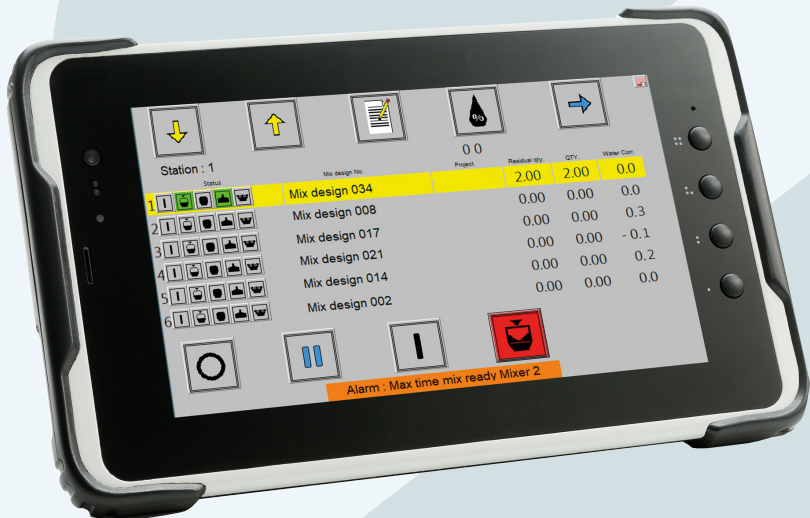 %
0 0
Station : 1
Status Mix design No. Project Residual qty. QTY. Water Corr.
1 Mix design 034 2.00 2.00 0.0
2 Mix design 008 0.00 0.00 0.0
3 Mix design 017 0.00 0.00 0.3
4 Mix design 021 0.00 0.00 - 0.1
5 Mix design 014 0.00 0.00 0.2
6 Mix design 002 0.00 0.00 0.0
Alarm : Max time mix ready Mixer 2